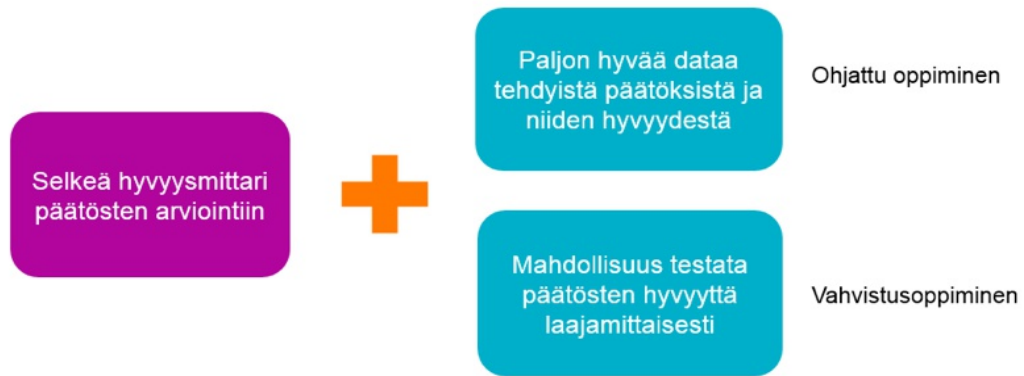 Selkeä hyvyysmittari
päätösten arviointiin
Paljon hyvää dataa
tehdyistä päätöksistä ja
niiden hyvyydestä
Ohjattu oppiminen
Mahdollisuus testata
päätösten hyvyyttä
laajamittaisesti
Vahvistusoppiminen